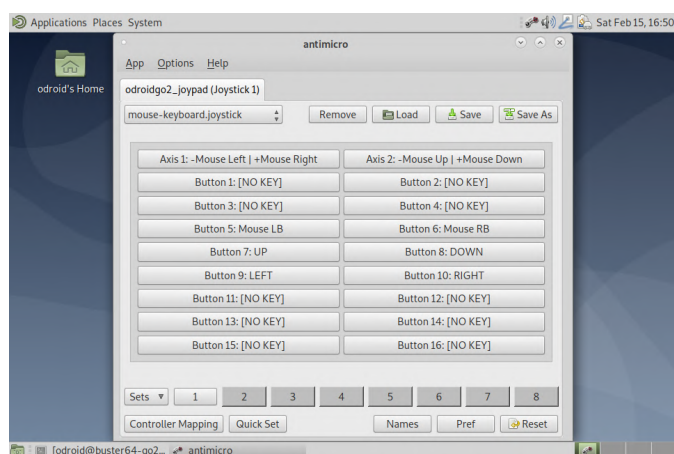 Applications Places System Sat Feb 15, 16:50
antimicro
App Options Help
odroid's Home
odroidgo2_joypad (Joystick 1)
mouse-keyboard.joystick Remove Load Save Save As
Axis 1: -Mouse Left | +Mouse Right Axis 2: -Mouse Up | +Mouse Down
Button 1: [NO KEY] Button 2: [NO KEY]
Button 3: [NO KEY] Button 4: [NO KEY]
Button 5: Mouse LB Button 6: Mouse RB
Button 7: UP Button 8: DOWN
Button 9: LEFT Button 10: RIGHT
Button 11: [NO KEY] Button 12: [NO KEY]
Button 13: [NO KEY] Button 14: [NO KEY]
Button 15: [NO KEY] Button 16: [NO KEY]
Sets 1 2 3 4 5 6 7 8
Controller Mapping Quick Set Names Pref Reset
[odroid@buster64-go2... antimicro